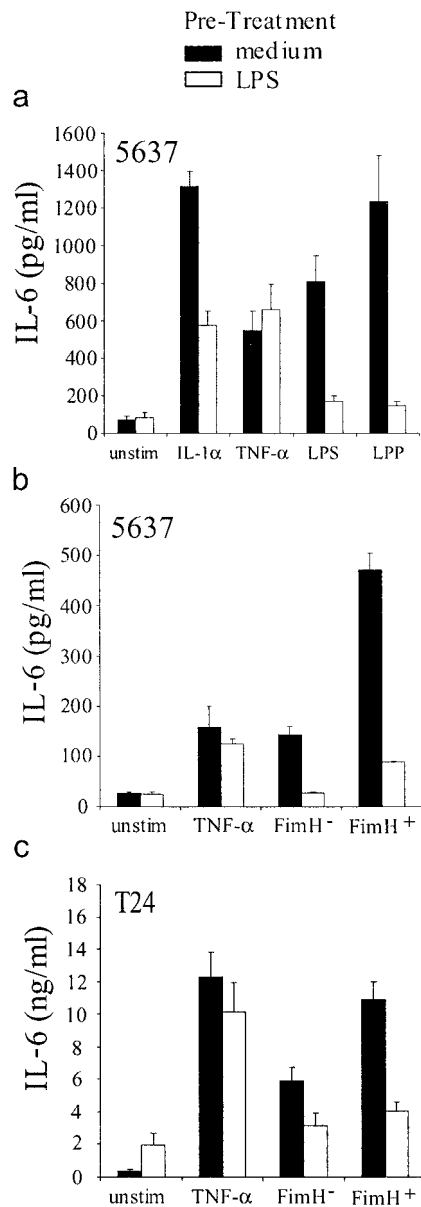 Pre-Treatment
medium
LPS
a
5637
IL-6 (pg/ml)
1600
1400
1200
1000
800
600
400
200
0
unstim IL-1α TNF-α LPS LPP
b
5637
IL-6 (pg/ml)
600
500
400
300
200
100
0
unstim TNF-α FimH⁻ FimH⁺
c
T24
IL-6 (ng/ml)
18
16
14
12
10
8
6
4
2
0
unstim TNF-α FimH⁻ FimH⁺